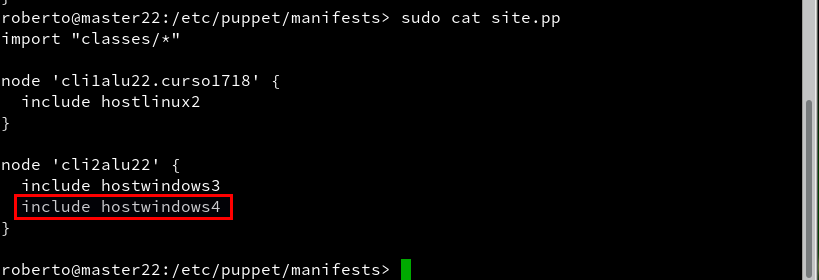 roberto@master22:/etc/puppet/manifests> sudo cat site.pp
import "classes/*"
node 'cli1alu22.curso1718' {
  include hostlinux2
}
node 'cli2alu22' {
  include hostwindows3
  include hostwindows4
}
roberto@master22:/etc/puppet/manifests>